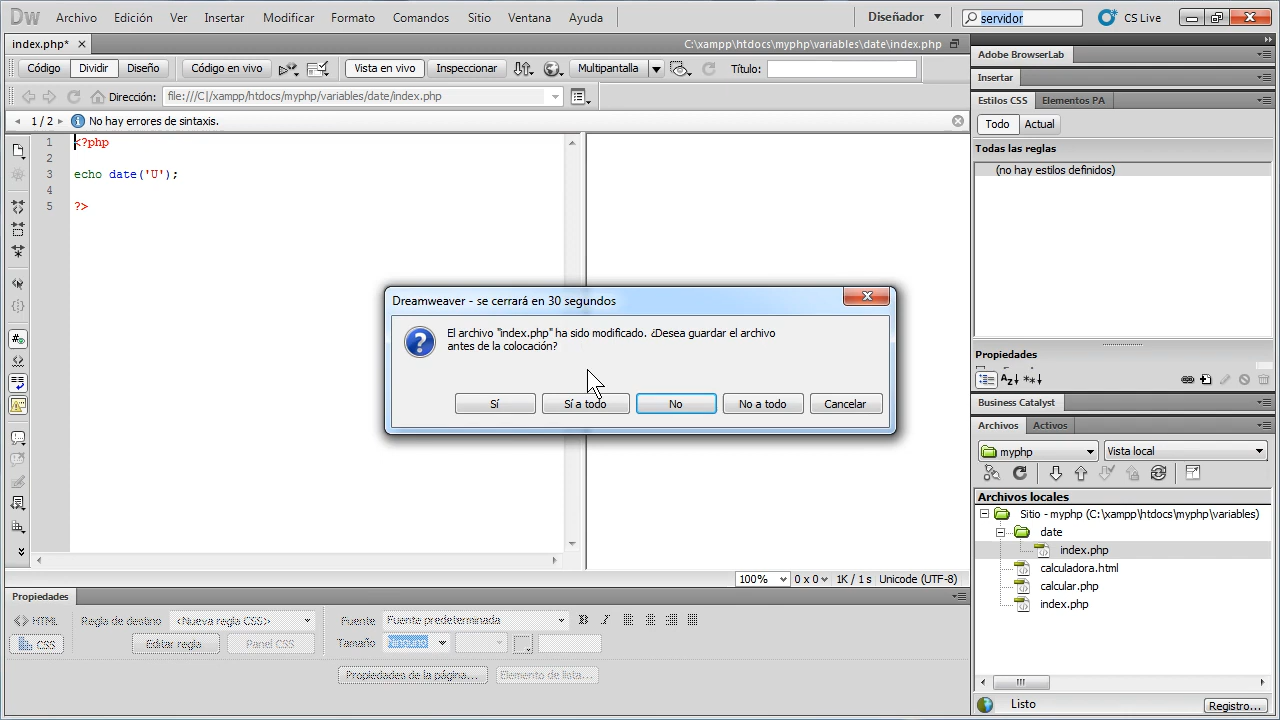 Dw Archivo Edición Ver Insertar Modificar Formato Comandos Sitio Ventana Ayuda Diseñador servidor CS Live
index.php* C:\xampp\htdocs\myphp\variables\date\index.php
Código Dividir Diseño Código en vivo Vista en vivo Inspeccionar Multipantalla Título:
Dirección: file:///C|/xampp/htdocs/myphp/variables/date/index.php
1 / 2 No hay errores de sintaxis.
1 <?php
2
3 echo date('U');
4
5 ?>
Dreamweaver - se cerrará en 30 segundos
El archivo "index.php" ha sido modificado. ¿Desea guardar el archivo
antes de la colocación?
Sí Sí a todo No No a todo Cancelar
100% 0 x 0 1K / 1 s Unicode (UTF-8)
Propiedades
HTML Regla de destino <Nueva regla CSS> Fuente Fuente predeterminada B I
CSS Editar regla Panel CSS Tamaño Ninguno
Propiedades de la página... Elemento de lista...
Adobe BrowserLab
Insertar
Estilos CSS Elementos PA
Todo Actual
Todas las reglas
(no hay estilos definidos)
Propiedades
Business Catalyst
Archivos Activos
myphp Vista local
Archivos locales
Sitio - myphp (C:\xampp\htdocs\myphp\variables)
date
index.php
calculadora.html
calcular.php
index.php
Listo Registro...